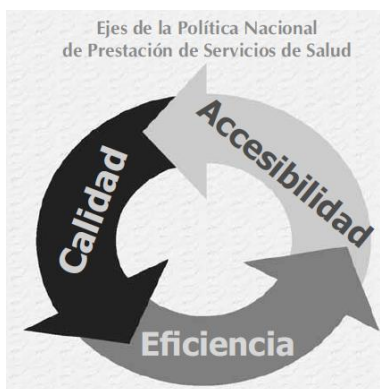 Ejes de la Política Nacional
de Prestación de Servicios de Salud
Accesibilidad
Calidad
Eficiencia